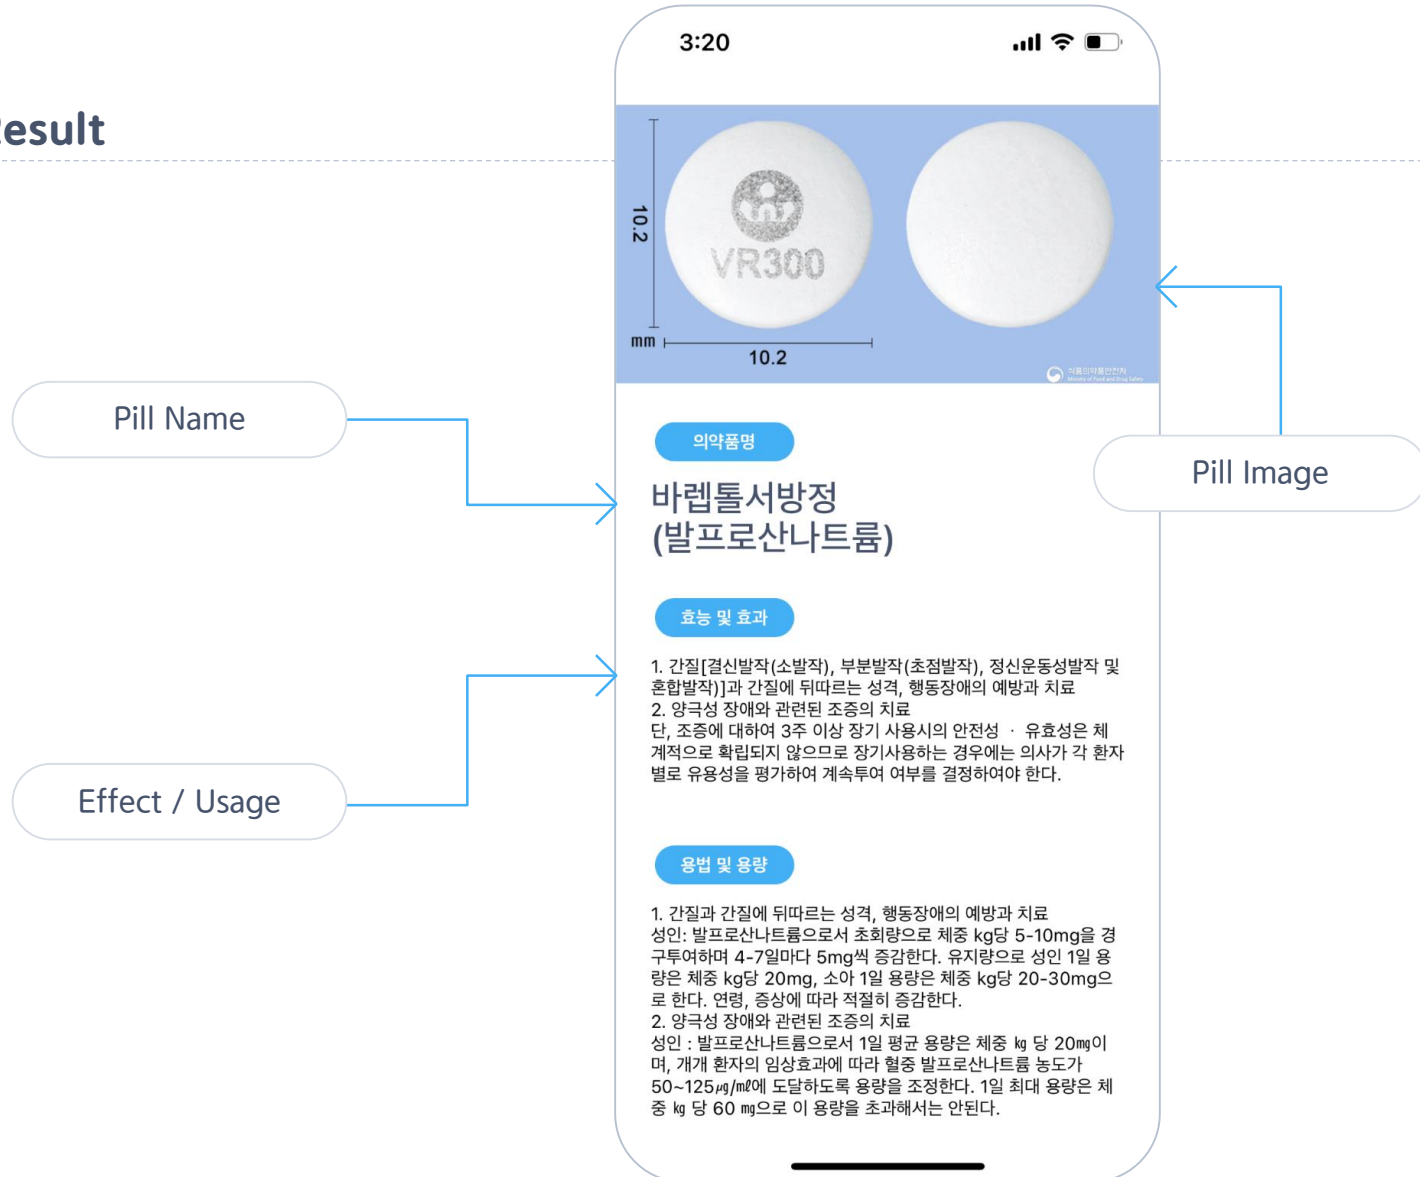 3:20
esult
10.2
VR300
mm
10.2
식품의약품안전처
Ministry of Food and Drug Safety
Pill Name
의약품명
Pill Image
바렙톨서방정
(발프로산나트륨)
효능 및 효과
1. 간질[결신발작(소발작), 부분발작(초점발작), 정신운동성발작 및
혼합발작)]과 간질에 뒤따르는 성격, 행동장애의 예방과 치료
2. 양극성 장애와 관련된 조증의 치료
단, 조증에 대하여 3주 이상 장기 사용시의 안전성 · 유효성은 체
계적으로 확립되지 않으므로 장기사용하는 경우에는 의사가 각 환자
별로 유용성을 평가하여 계속투여 여부를 결정하여야 한다.
Effect / Usage
용법 및 용량
1. 간질과 간질에 뒤따르는 성격, 행동장애의 예방과 치료
성인: 발프로산나트륨으로서 초회량으로 체중 kg당 5-10mg을 경
구투여하며 4-7일마다 5mg씩 증감한다. 유지량으로 성인 1일 용
량은 체중 kg당 20mg, 소아 1일 용량은 체중 kg당 20-30mg으
로 한다. 연령, 증상에 따라 적절히 증감한다.
2. 양극성 장애와 관련된 조증의 치료
성인 : 발프로산나트륨으로서 1일 평균 용량은 체중 ㎏ 당 20㎎이
며, 개개 환자의 임상효과에 따라 혈중 발프로산나트륨 농도가
50~125㎍/㎖에 도달하도록 용량을 조정한다. 1일 최대 용량은 체
중 ㎏ 당 60 ㎎으로 이 용량을 초과해서는 안된다.